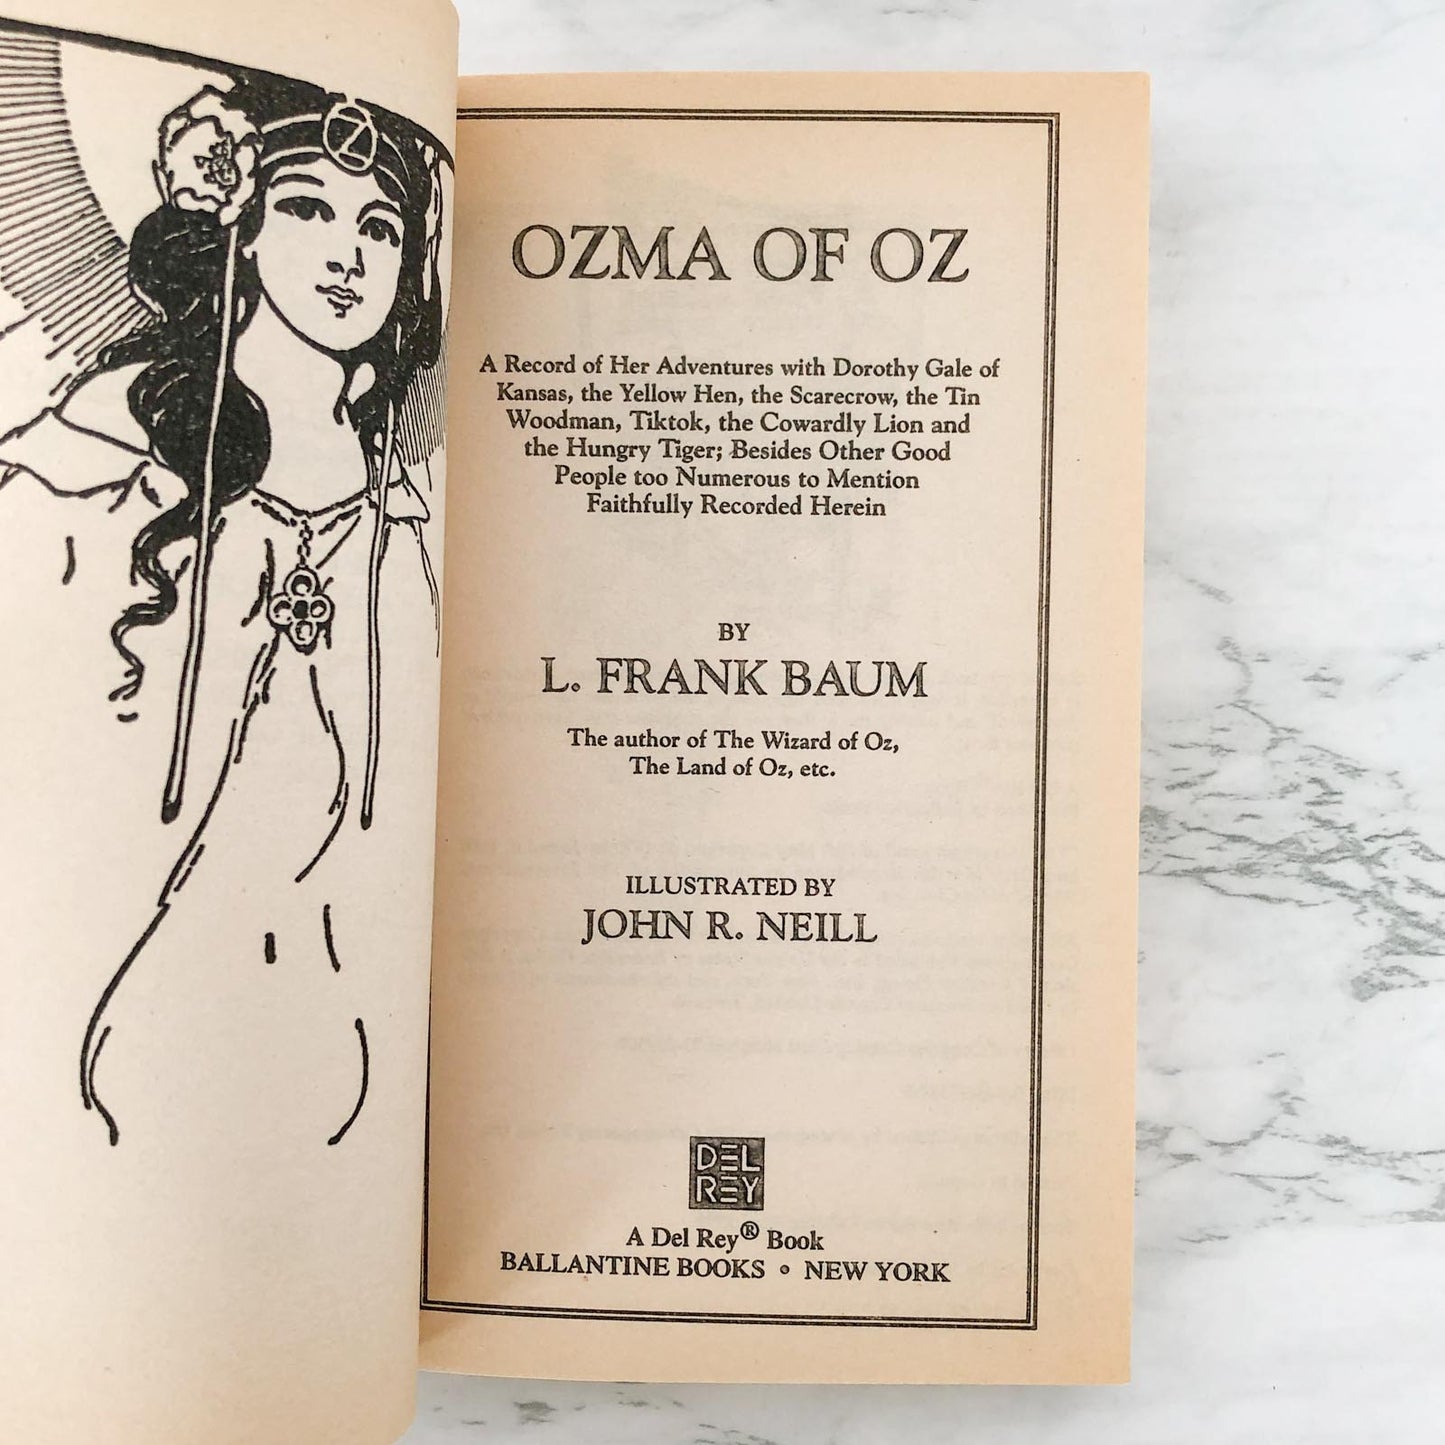 OZ
OZMA OF OZ
A Record of Her Adventures with Dorothy Gale of
Kansas, the Yellow Hen, the Scarecrow, the Tin
Woodman, Tiktok, the Cowardly Lion and
the Hungry Tiger; Besides Other Good
People too Numerous to Mention
Faithfully Recorded Herein
BY
L. FRANK BAUM
The author of The Wizard of Oz,
The Land of Oz, etc.
ILLUSTRATED BY
JOHN R. NEILL
DEL
REY
A Del Rey® Book
BALLANTINE BOOKS • NEW YORK